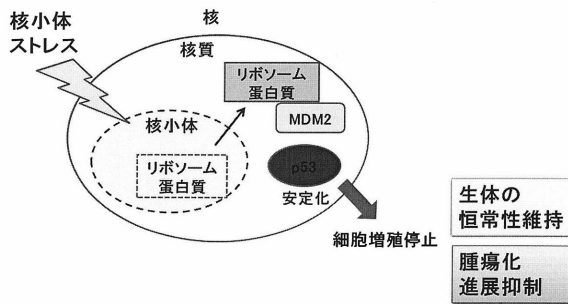 核
核小体
ストレス
核質
リボソーム
蛋白質
MDM2
核小体
リボソーム
蛋白質
p53
安定化
細胞増殖停止
生体の
恒常性維持
腫瘍化
進展抑制